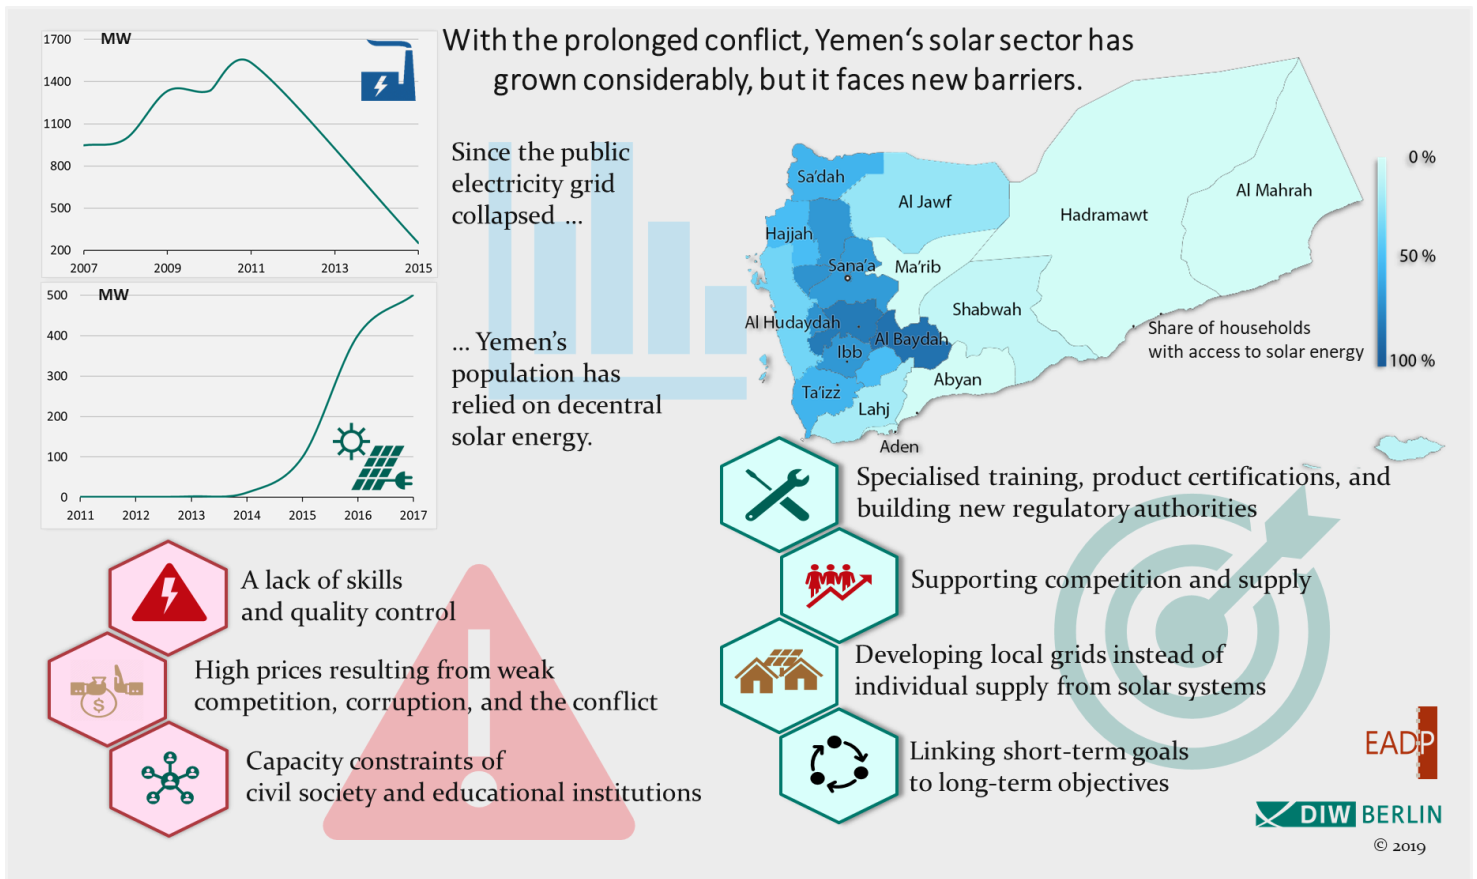 With the prolonged conflict, Yemen‘s solar sector has
grown considerably, but it faces new barriers.
MW
1700
1400
1100
800
500
200
2007
2009
2011
2013
2015
Since the public
electricity grid
collapsed ...
MW
500
400
300
200
100
0
2011
2012
2013
2014
2015
2016
2017
... Yemen’s
population has
relied on decentral
solar energy.
Sa’dah
Al Jawf
Hadramawt
Al Mahrah
Hajjah
Sana’a
Ma’rib
Shabwah
Al Hudaydah
Al Baydah
Ibb
Abyan
Ta’izz
Lahj
Aden
0 %
50 %
100 %
Share of households
with access to solar energy
A lack of skills
and quality control
High prices resulting from weak
competition, corruption, and the conflict
$
Capacity constraints of
civil society and educational institutions
Specialised training, product certifications, and
building new regulatory authorities
Supporting competition and supply
Developing local grids instead of
individual supply from solar systems
Linking short-term goals
to long-term objectives
EADP
DIW BERLIN
© 2019